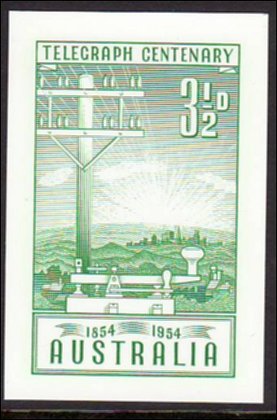 TELEGRAPH CENTENARY
3½D
1854 1954
AUSTRALIA